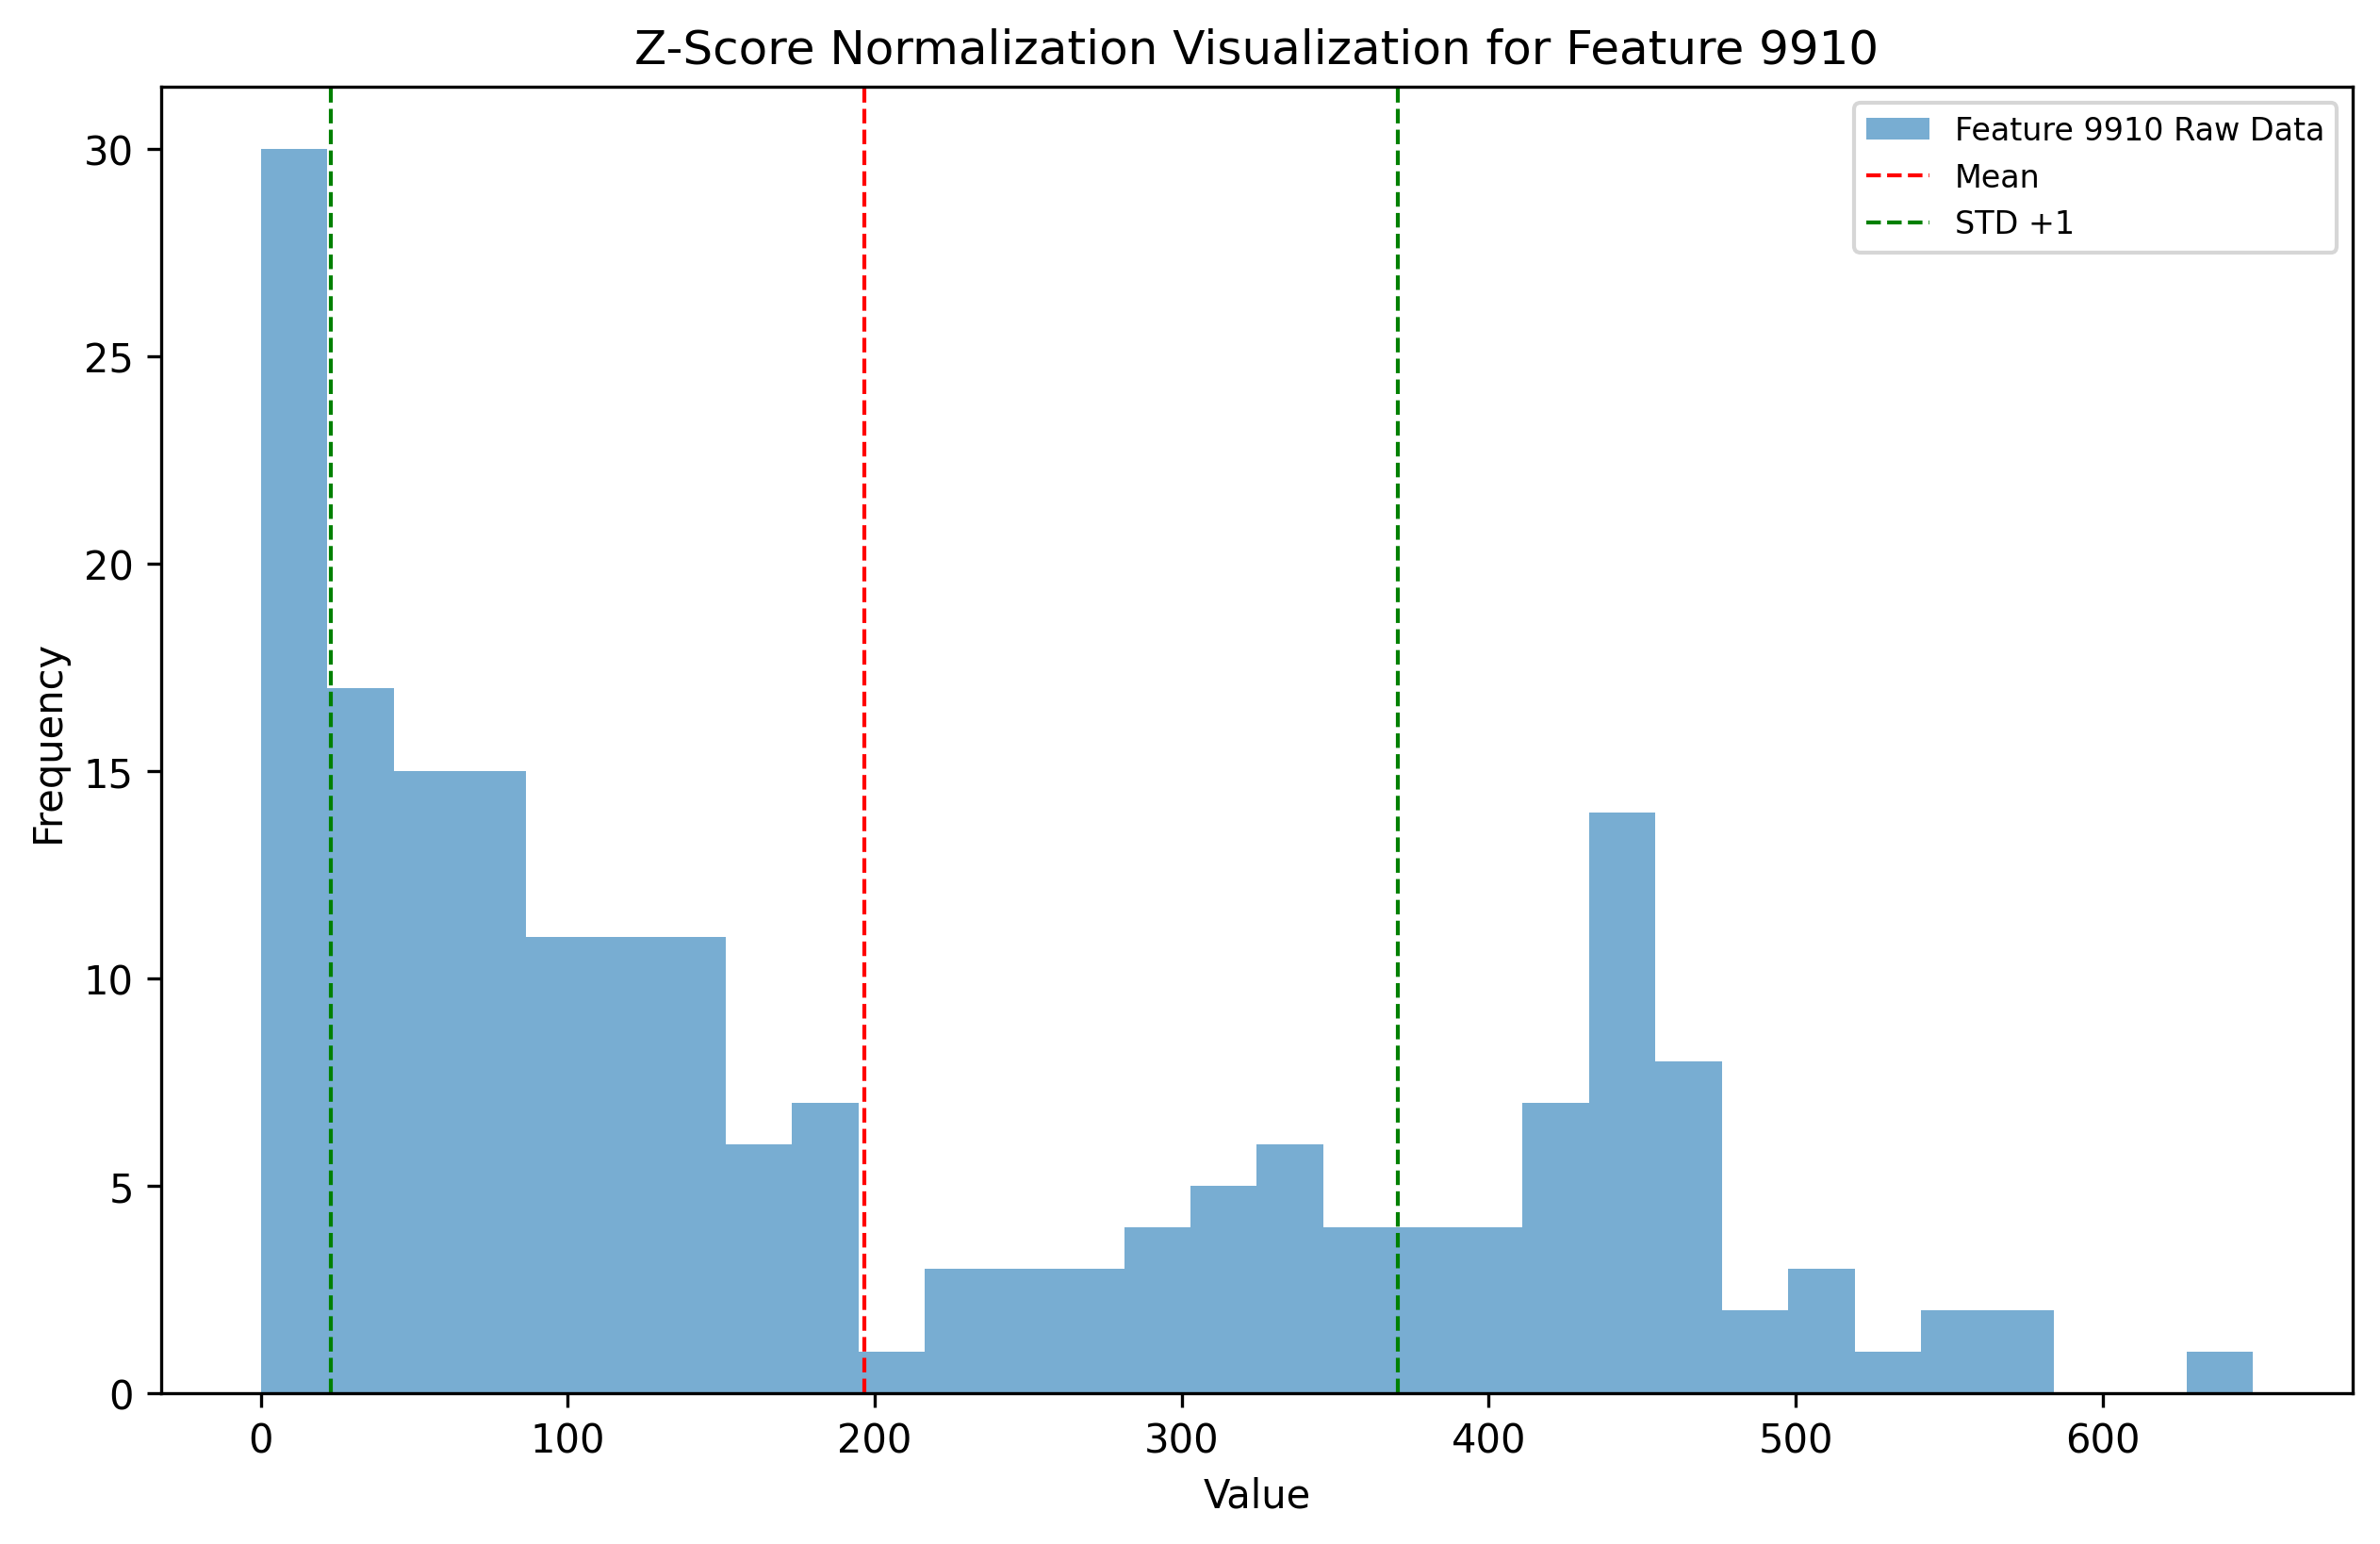 Z-Score Normalization Visualization for Feature 9910
Feature 9910 Raw Data
Mean
STD +1
30
25
20
15
10
5
0
Frequency
0 100 200 300 400 500 600
Value